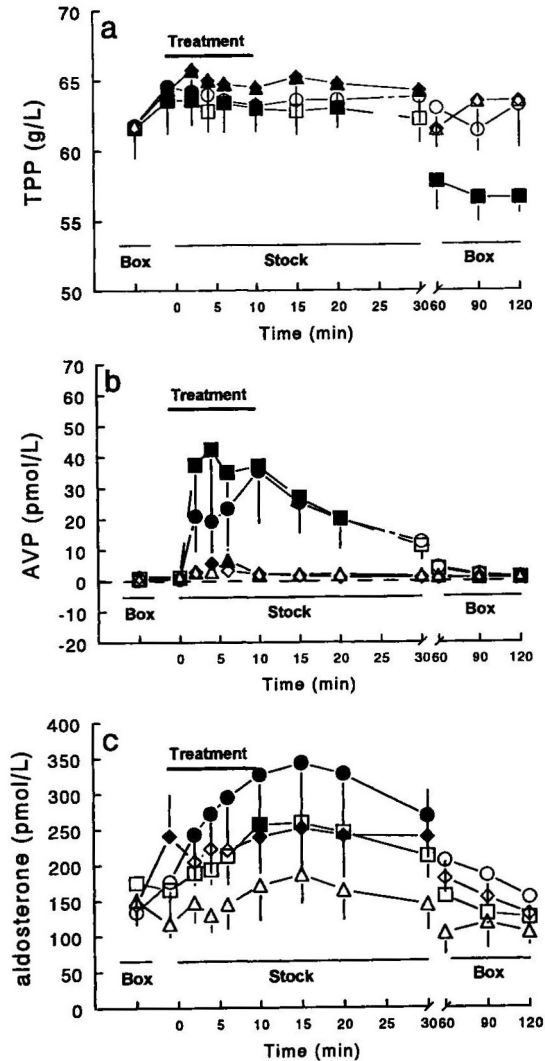 a
Treatment
TPP (g/L)
70
65
60
55
50
Box
Stock
Box
0 5 10 15 20 30 60 90 120
Time (min)
b
Treatment
AVP (pmol/L)
70
60
50
40
30
20
10
0
-10
-20
Box
Stock
Box
0 5 10 15 20 30 60 90 120
Time (min)
c
Treatment
aldosterone (pmol/L)
400
350
300
250
200
150
100
50
0
Box
Stock
Box
0 5 10 15 20 30 60 90 120
Time (min)